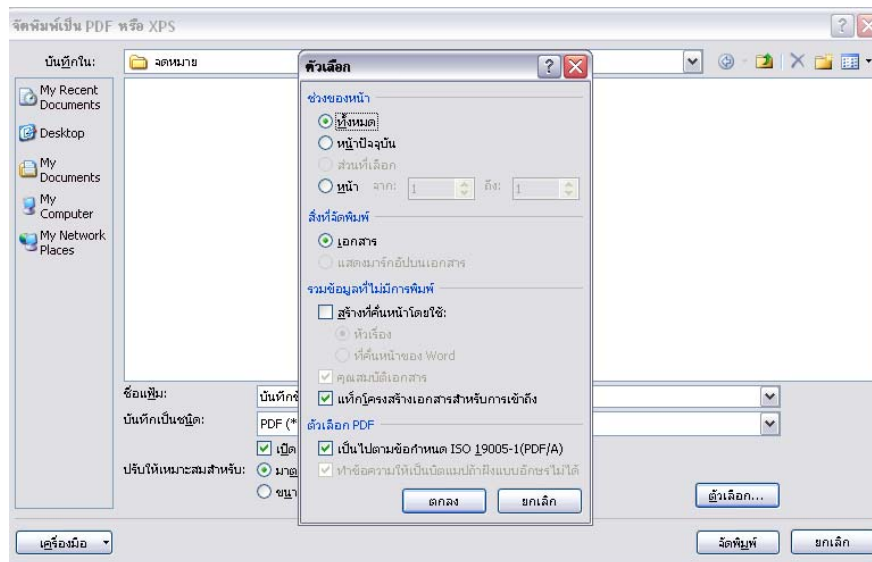 จัดพิมพ์เป็น PDF หรือ XPS
บันทึกใน:
จดหมาย
My Recent
Documents
Desktop
My
Documents
My
Computer
My Network
Places
ตัวเลือก
ช่วงของหน้า
ทั้งหมด
หน้าปัจจุบัน
ส่วนที่เลือก
หน้า จาก: 1 ถึง: 1
สิ่งที่จัดพิมพ์
เอกสาร
แสดงมาร์กอัปบนเอกสาร
รวมข้อมูลที่ไม่มีการพิมพ์
สร้างที่คั่นหน้าโดยใช้:
หัวเรื่อง
ที่คั่นหน้าของ Word
คุณสมบัติเอกสาร
แท็กโครงสร้างเอกสารสำหรับการเข้าถึง
ตัวเลือก PDF
เป็นไปตามข้อกำหนด ISO 19005-1(PDF/A)
ทำข้อความให้เป็นบิตแมปถ้าฝังแบบอักษรไม่ได้
ตกลง ยกเลิก
ชื่อแฟ้ม: บันทึกข
บันทึกเป็นชนิด: PDF (*
เปิด
ปรับให้เหมาะสมสำหรับ: มาต
ขนา
ตัวเลือก...
เครื่องมือ จัดพิมพ์ ยกเลิก